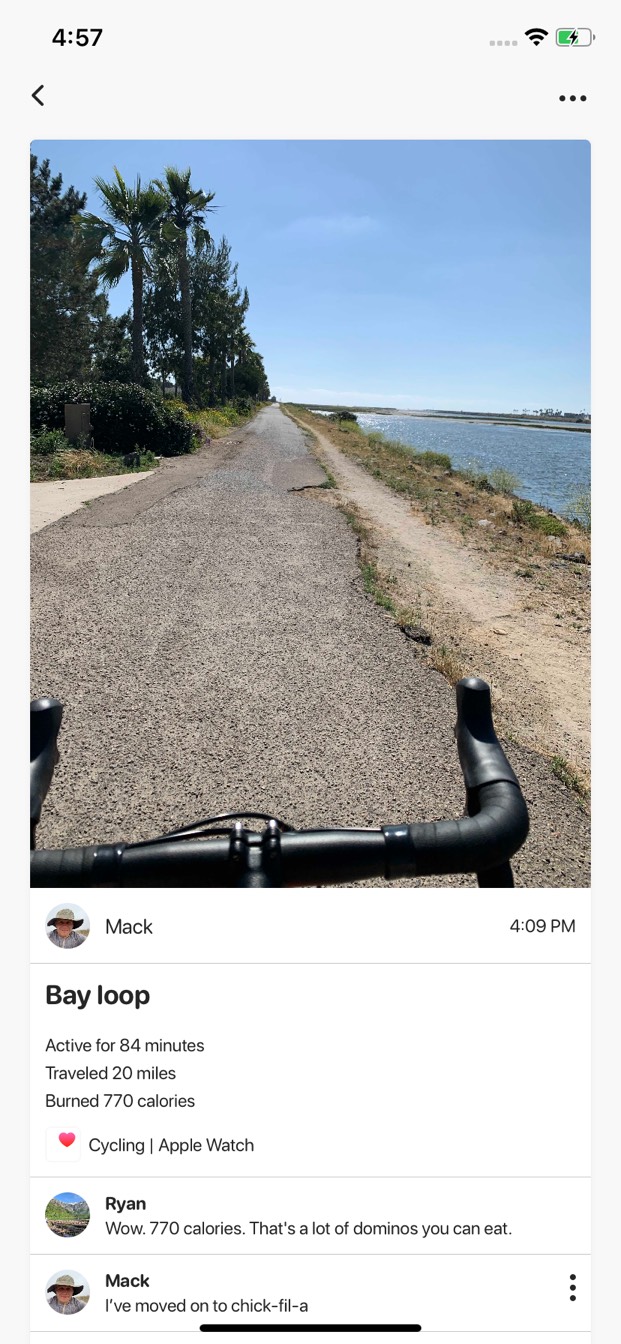 4:57
Mack
4:09 PM
Bay loop
Active for 84 minutes
Traveled 20 miles
Burned 770 calories
Cycling | Apple Watch
Ryan
Wow. 770 calories. That's a lot of dominos you can eat.
Mack
I've moved on to chick-fil-a